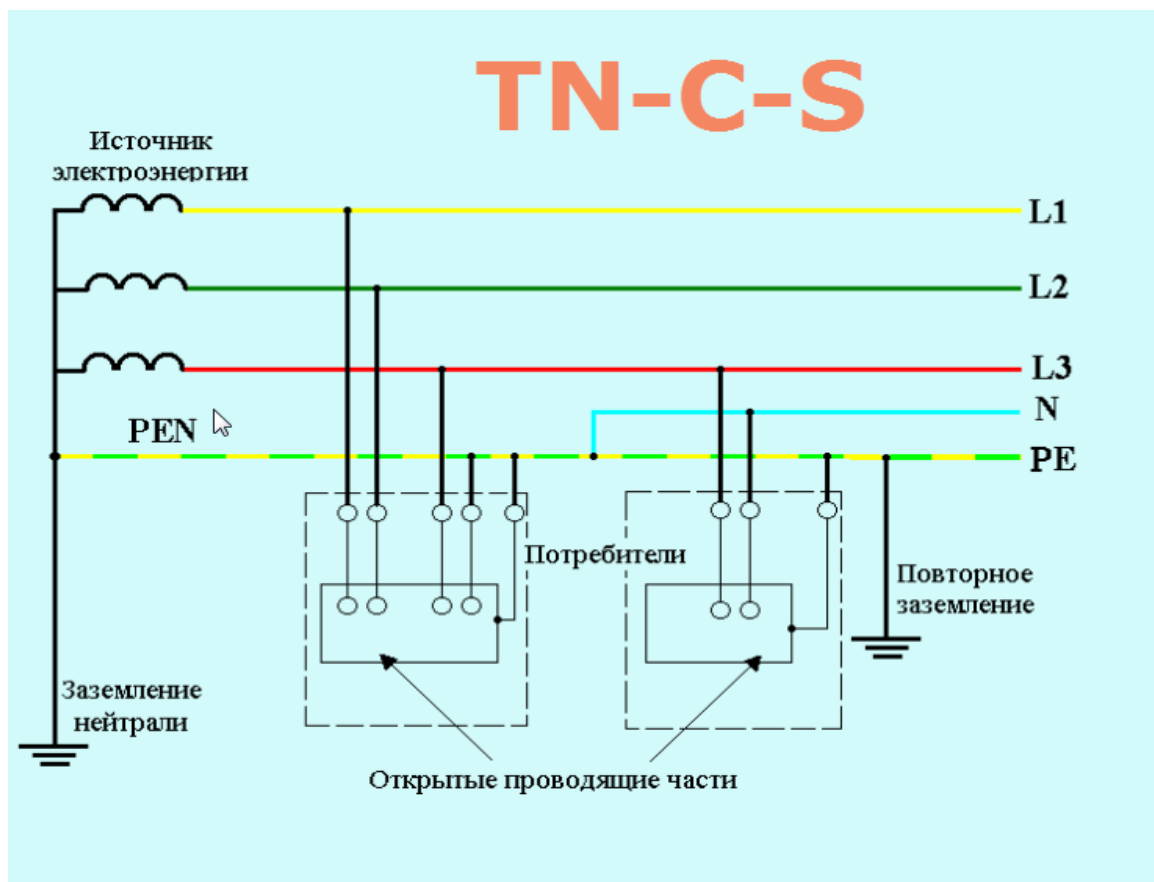 TN-C-S
Источник
электроэнергии
L1
L2
L3
N
PEN
PE
Потребители
Повторное
заземление
Заземление
нейтрали
Открытые проводящие части